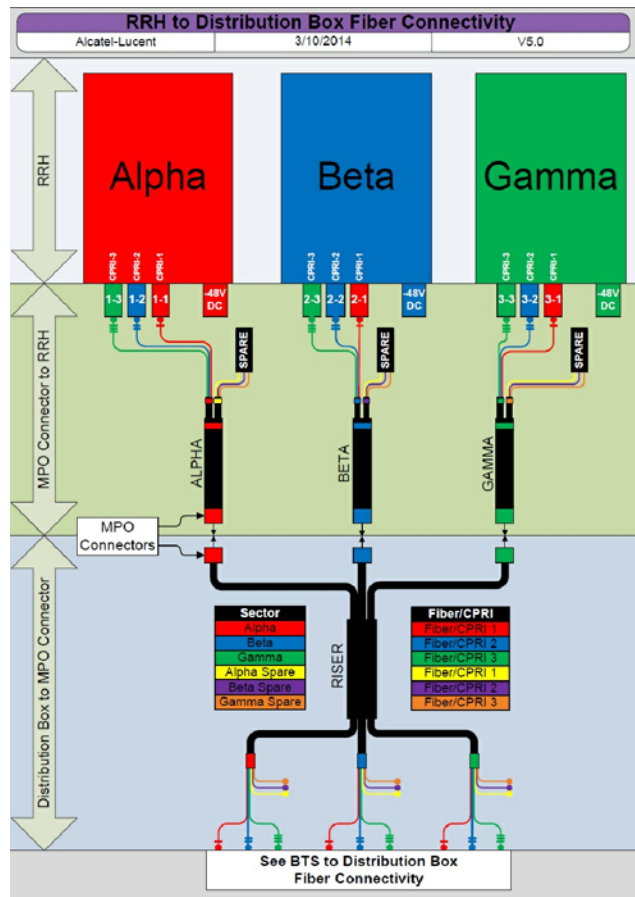 RRH to Distribution Box Fiber Connectivity
Alcatel-Lucent 3/10/2014 V5.0
RRH
Alpha Beta Gamma
CPRI-3 CPRI-2 CPRI-1 CPRI-3 CPRI-2 CPRI-1 CPRI-3 CPRI-2 CPRI-1
1-3 1-2 1-1 -48V DC 2-3 2-2 2-1 -48V DC 3-3 3-2 3-1 -48V DC
MPO Connector to RRH
SPARE SPARE SPARE
ALPHA BETA GAMMA
MPO
Connectors
Distribution Box to MPO Connector
Sector
Alpha
Beta
Gamma
Alpha Spare
Beta Spare
Gamma Spare
RISER
Fiber/CPRI
Fiber/CPRI 1
Fiber/CPRI 2
Fiber/CPRI 3
Fiber/CPRI 1
Fiber/CPRI 2
Fiber/CPRI 3
See BTS to Distribution Box
Fiber Connectivity